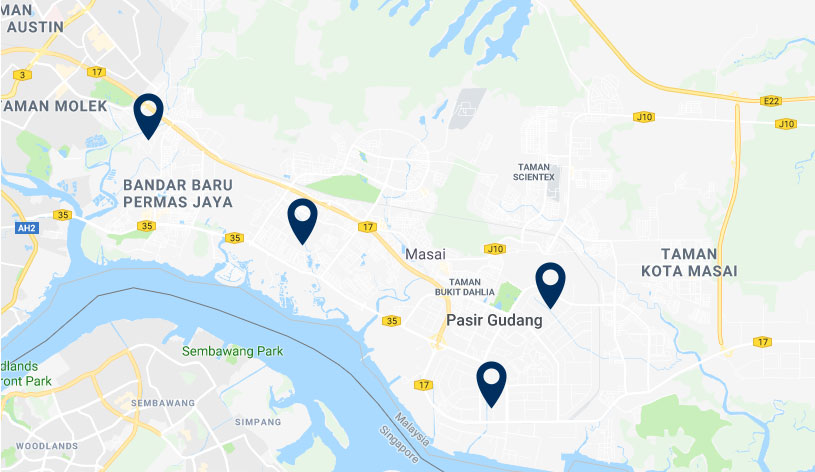 MAN
AUSTIN
3
17
TAMAN MOLEK
E22
J10
J10
TAMAN
SCIENTEX
BANDAR BARU
PERMAS JAYA
35
AH2
35
35
17
Masai
J10
TAMAN
KOTA MASAI
TAMAN
BUKIT DAHLIA
Pasir Gudang
35
17
Sembawang Park
dlands
ront Park
17
SEMBAWANG
SIMPANG
Malaysia
Singapore
WOODLANDS